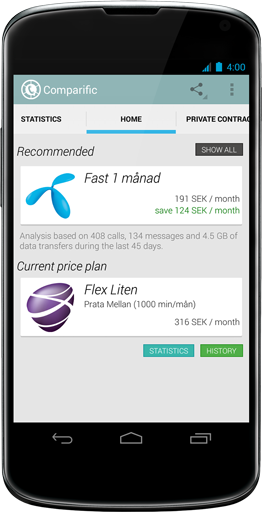 4:00
Comparific
STATISTICS HOME PRIVATE CONTRAC
Recommended SHOW ALL
Fast 1 månad
191 SEK / month
save 124 SEK / month
Analysis based on 408 calls, 134 messages and 4.5 GB of
data transfers during the last 45 days.
Current price plan
Flex Liten
Prata Mellan (1000 min/mån)
316 SEK / month
STATISTICS HISTORY